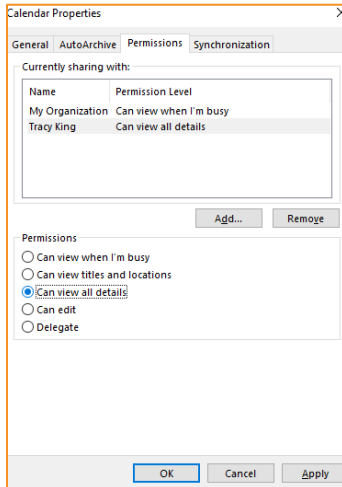 Calendar Properties
General AutoArchive Permissions Synchronization
Currently sharing with:
Name Permission Level
My Organization Can view when I'm busy
Tracy King Can view all details
Add... Remove
Permissions
Can view when I'm busy
Can view titles and locations
Can view all details
Can edit
Delegate
OK Cancel Apply